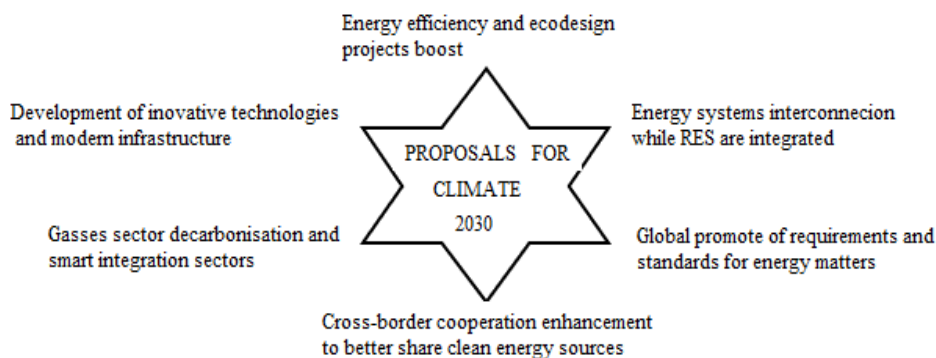 Energy efficiency and ecodesign
projects boost
Development of inovative technologies
and modern infrastructure
Energy systems interconnecion
while RES are integrated
PROPOSALS FOR
CLIMATE
2030
Gasses sector decarbonisation and
smart integration sectors
Global promote of requirements and
standards for energy matters
Cross-border cooperation enhancement
to better share clean energy sources